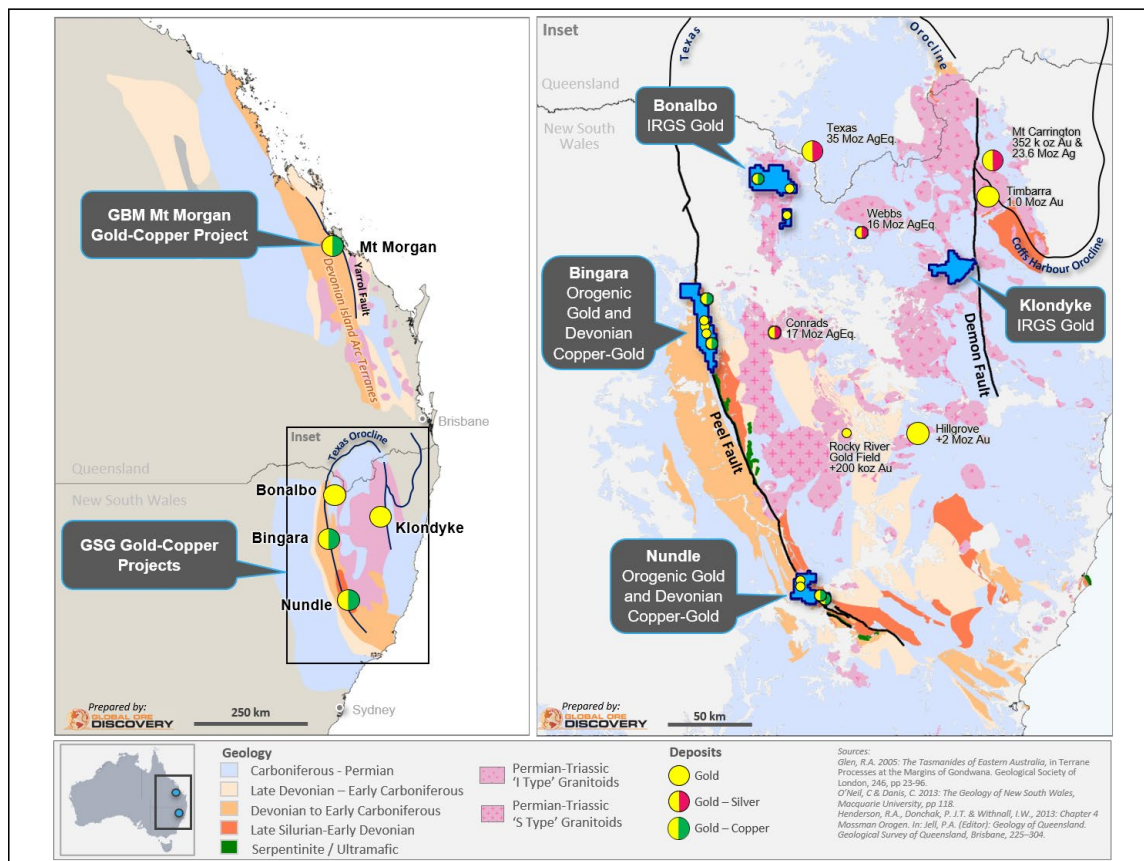 GBM Mt Morgan
Gold-Copper Project
Mt Morgan
Yarrol Fault
Devonian Island Arc Terranes
Brisbane
Inset
Texas Orocline
Queensland
New South Wales
Bonalbo
Bingara
Klondyke
GSG Gold-Copper
Projects
Nundle
Sydney
Prepared by:
GLOBAL ORE
DISCOVERY
250 km
Inset
Texas
Orocline
Queensland
New South Wales
Bonalbo
IRGS Gold
Texas
35 Moz AgEq.
Mt Carrington
352 k oz Au &
23.6 Moz Ag
Timbarra
1.0 Moz Au
Webbs
16 Moz AgEq.
Coffs Harbour Orocline
Bingara
Orogenic
Gold and
Devonian
Copper-Gold
Klondyke
IRGS Gold
Conrads
17 Moz AgEq.
Demon Fault
Peel Fault
Hillgrove
+2 Moz Au
Rocky River
Gold Field
+200 koz Au
Nundle
Orogenic Gold
and Devonian
Copper-Gold
Prepared by:
GLOBAL ORE
DISCOVERY
50 km
Geology
Carboniferous - Permian
Late Devonian – Early Carboniferous
Devonian to Early Carboniferous
Late Silurian-Early Devonian
Serpentinite / Ultramafic
Permian-Triassic
‘I Type’ Granitoids
Permian-Triassic
‘S Type’ Granitoids
Deposits
Gold
Gold – Silver
Gold – Copper
Sources:
Glen, R.A. 2005: The Tasmanides of Eastern Australia, in Terrane
Processes at the Margins of Gondwana. Geological Society of
London, 246, pp 23-96.
O’Neil, C & Danis, C. 2013: The Geology of New South Wales,
Macquarie University, pp 118.
Henderson, R.A., Donchak, P. J.T. & Withnall, I.W., 2013: Chapter 4
Mossman Orogen. In: Jell, P.A. (Editor): Geology of Queensland.
Geological Survey of Queensland, Brisbane, 225–304.